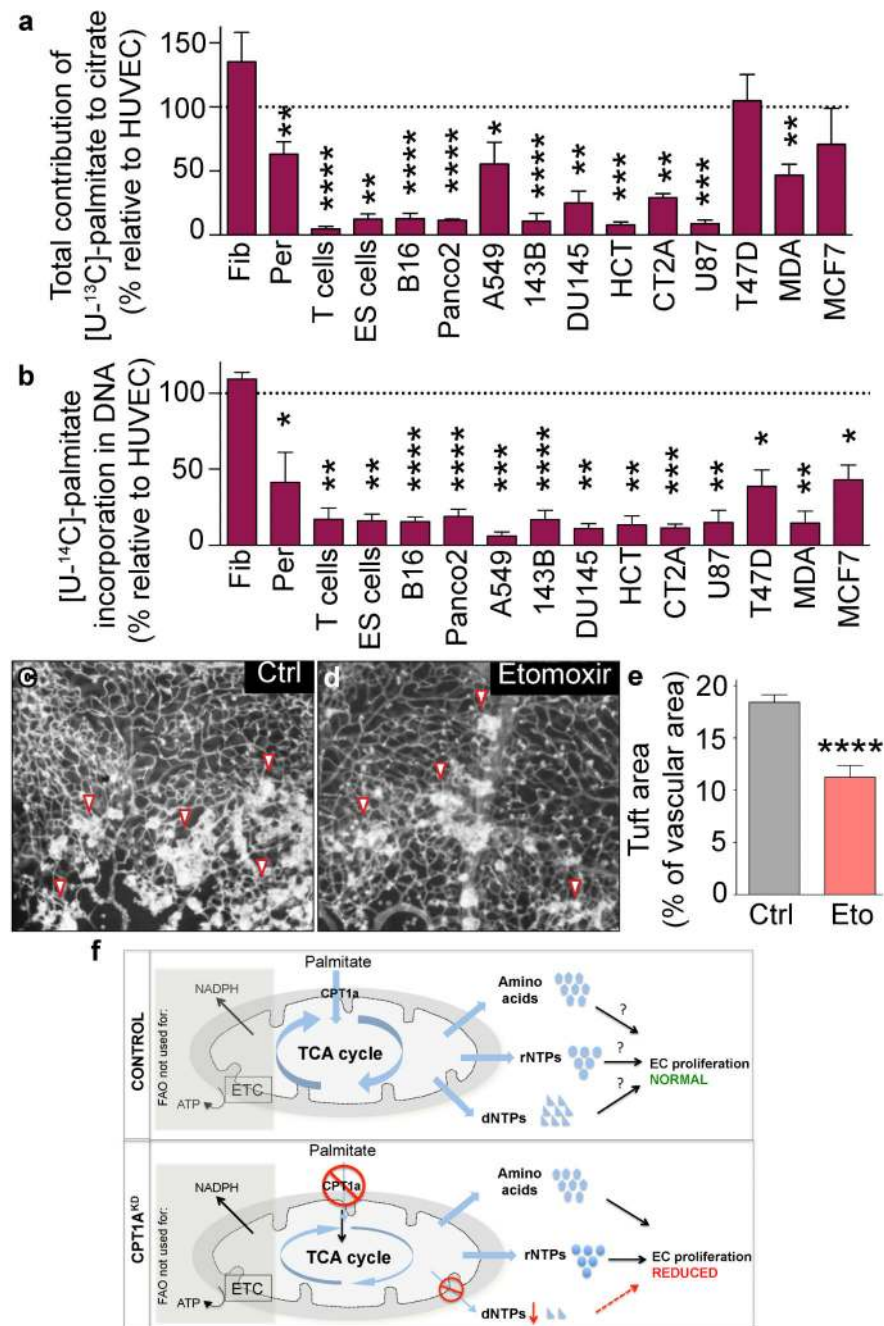 a
Total contribution of
[U-¹³C]-palmitate to citrate
(% relative to HUVEC)
150
100
50
0
**
****
**
****
****
*
****
**
***
**
***
**
Fib
Per
T cells
ES cells
B16
Panco2
A549
143B
DU145
HCT
CT2A
U87
T47D
MDA
MCF7
b
[U-¹⁴C]-palmitate
incorporation in DNA
(% relative to HUVEC)
100
50
0
*
**
**
****
****
***
****
**
**
***
**
*
**
*
Fib
Per
T cells
ES cells
B16
Panco2
A549
143B
DU145
HCT
CT2A
U87
T47D
MDA
MCF7
c
Ctrl
d
Etomoxir
e
Tuft area
(% of vascular area)
20
15
10
5
0
****
Ctrl
Eto
f
CONTROL
FAO not used for:
NADPH
ATP
ETC
Palmitate
CPT1a
TCA cycle
Amino
acids
rNTPs
dNTPs
?
?
?
EC proliferation
NORMAL
CPT1Aᴷᴰ
FAO not used for:
NADPH
ATP
ETC
Palmitate
CPT1a
TCA cycle
Amino
acids
rNTPs
dNTPs
EC proliferation
REDUCED